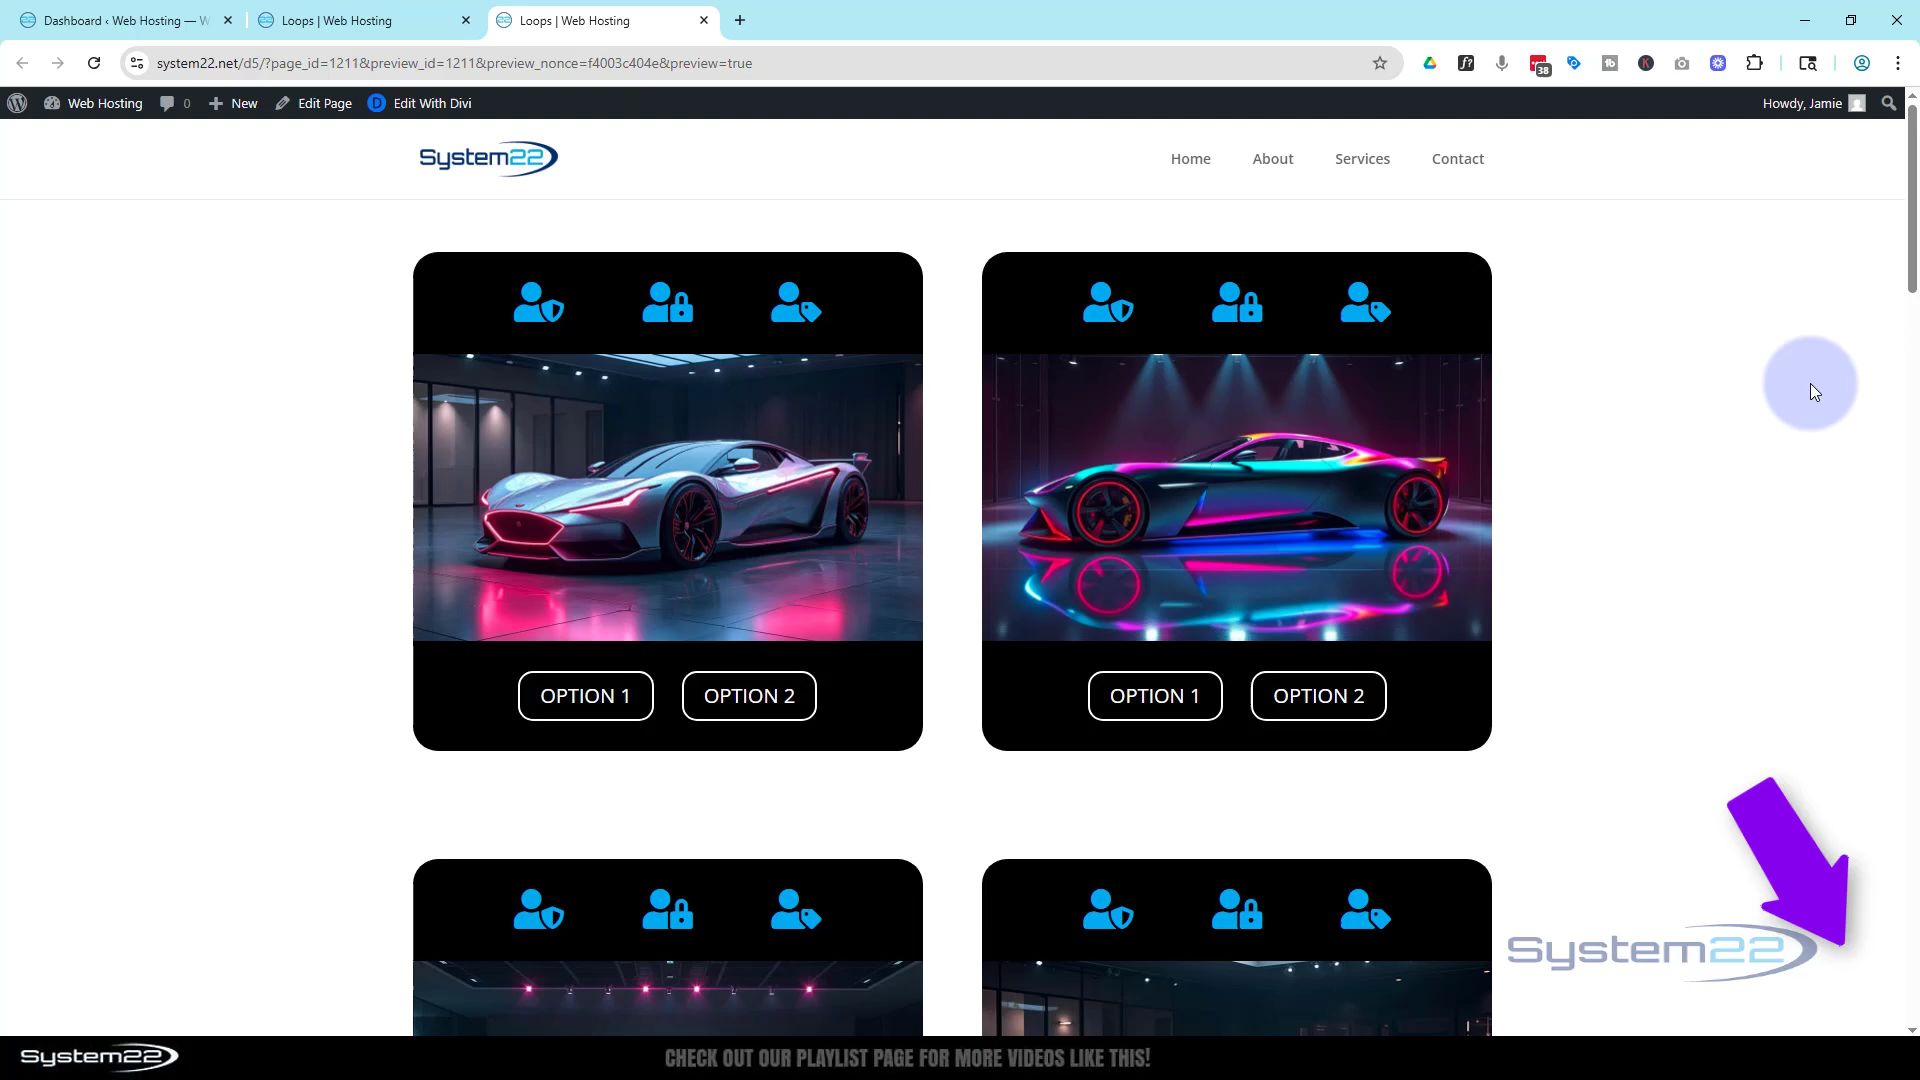 Dashboard ‹ Web Hosting — W
Loops | Web Hosting
Loops | Web Hosting
system22.net/d5/?page_id=1211&preview_id=1211&preview_nonce=f4003c404e&preview=true
38
Web Hosting
0
New
Edit Page
D
Edit With Divi
Howdy, Jamie
System22
Home
About
Services
Contact
OPTION 1
OPTION 2
OPTION 1
OPTION 2
System22
System22
CHECK OUT OUR PLAYLIST PAGE FOR MORE VIDEOS LIKE THIS!